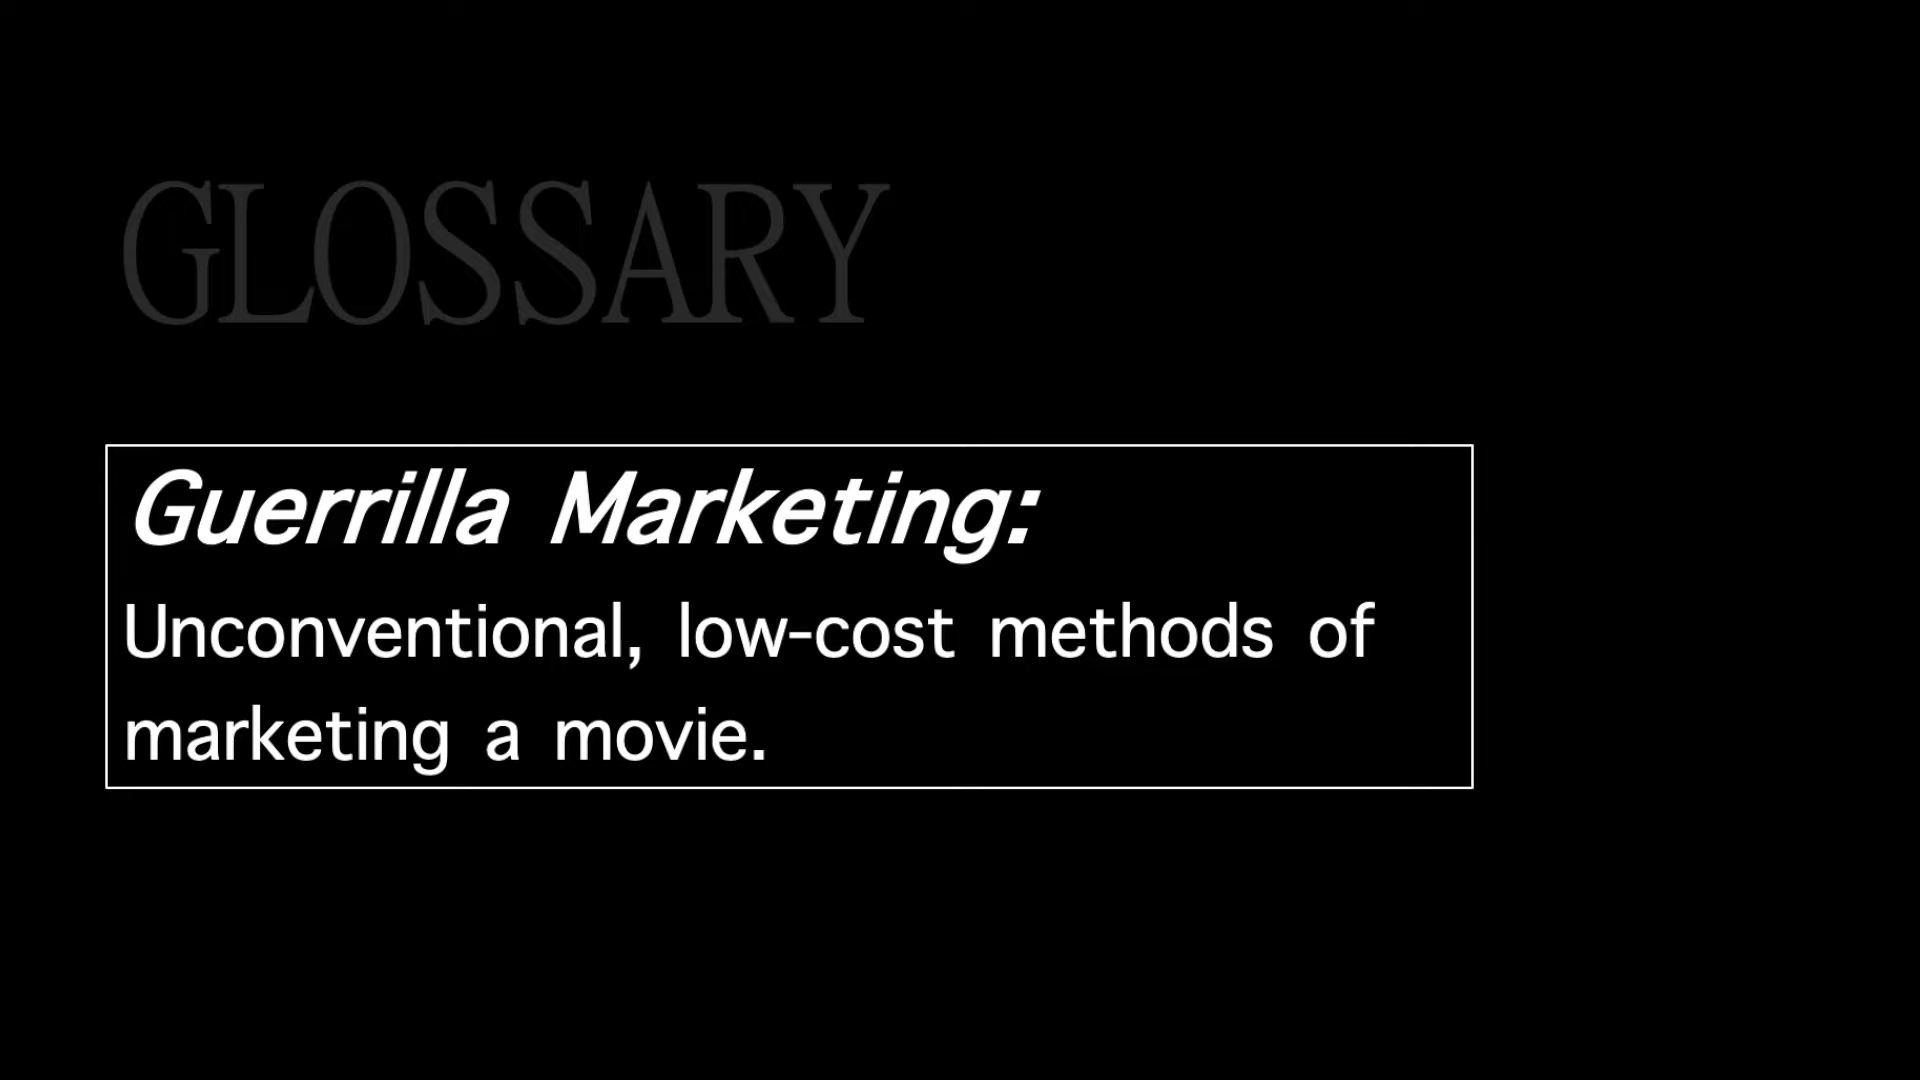 GLOSSARY
Guerrilla Marketing:
Unconventional, low-cost methods of
marketing a movie.